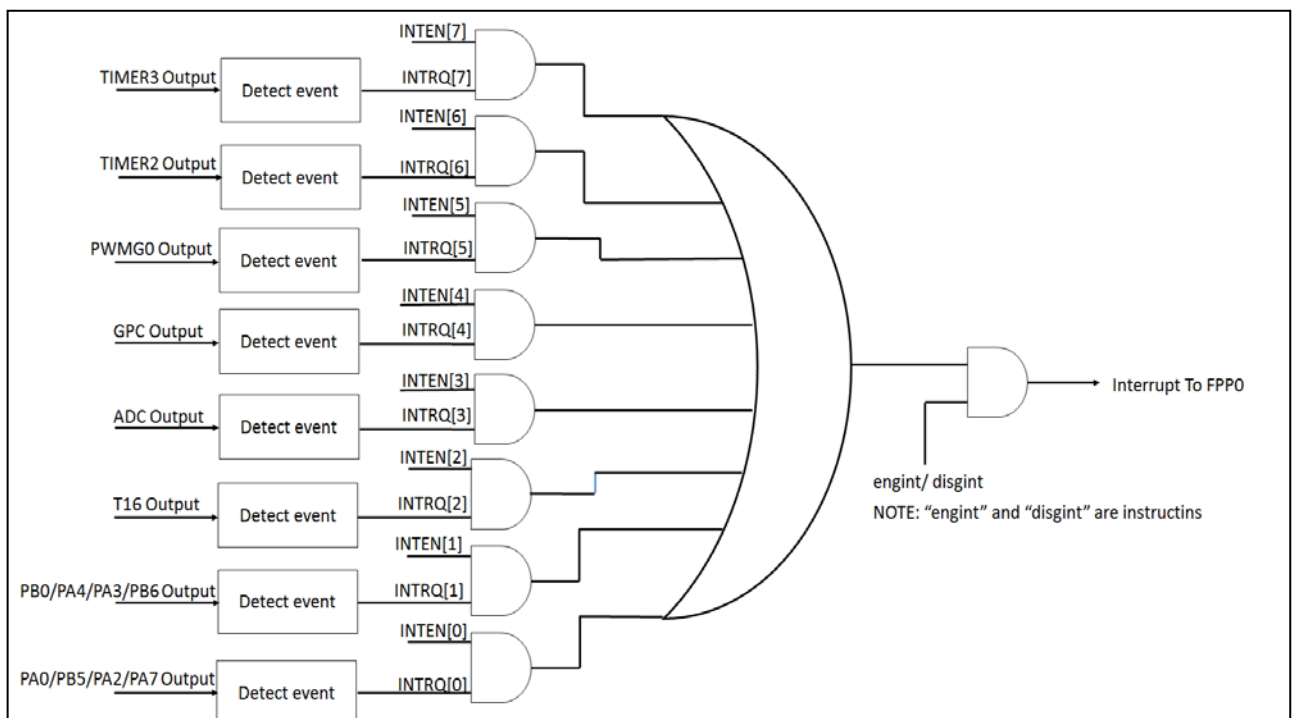 INTEN[7]
TIMER3 Output
Detect event
INTRQ[7]
INTEN[6]
TIMER2 Output
Detect event
INTRQ[6]
INTEN[5]
PWMG0 Output
Detect event
INTRQ[5]
INTEN[4]
GPC Output
Detect event
INTRQ[4]
INTEN[3]
ADC Output
Detect event
INTRQ[3]
INTEN[2]
T16 Output
Detect event
INTRQ[2]
INTEN[1]
PB0/PA4/PA3/PB6 Output
Detect event
INTRQ[1]
INTEN[0]
PA0/PB5/PA2/PA7 Output
Detect event
INTRQ[0]
Interrupt To FPP0
engint/ disgint
NOTE: “engint” and “disgint” are instructins